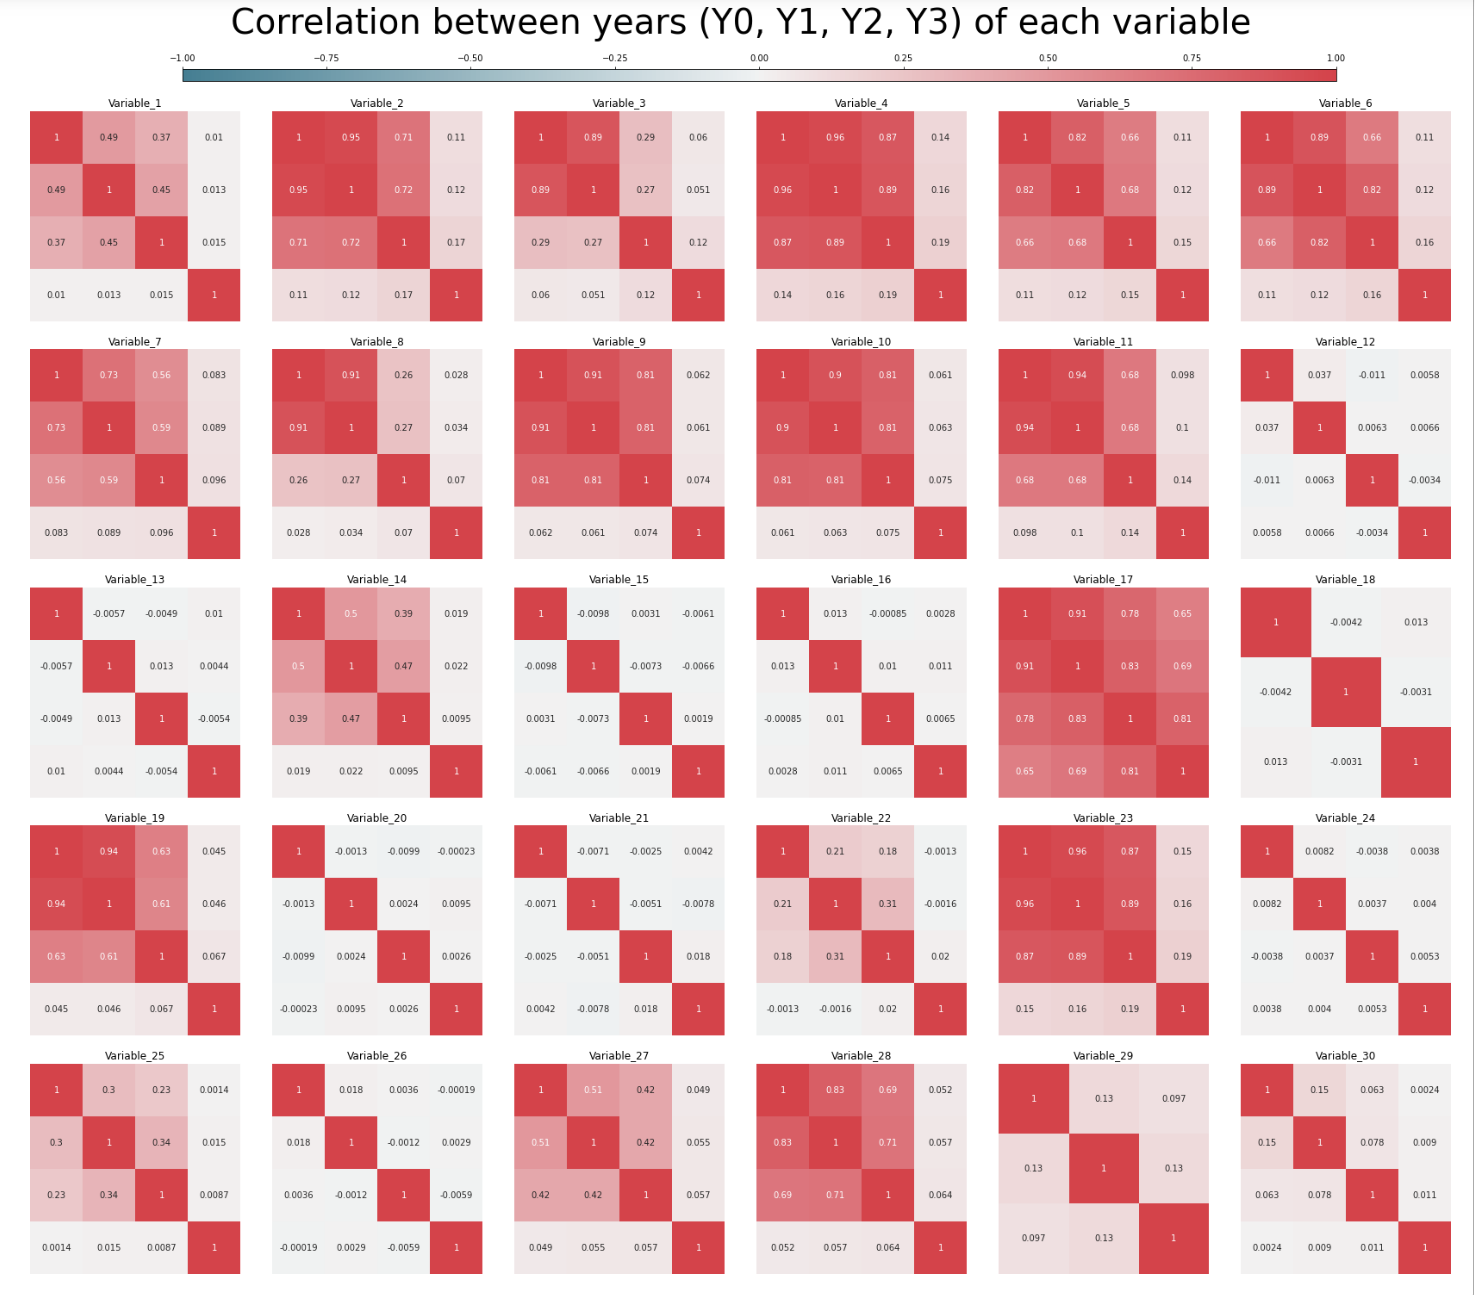 Correlation between years (Y0, Y1, Y2, Y3) of each variable
−1.00 −0.75 −0.50 −0.25 0.00 0.25 0.50 0.75 1.00
Variable_1 Variable_2 Variable_3 Variable_4 Variable_5 Variable_6
1 0.49 0.37 0.01 1 0.95 0.71 0.11 1 0.89 0.29 0.06 1 0.96 0.87 0.14 1 0.82 0.66 0.11 1 0.89 0.66 0.11
0.49 1 0.45 0.013 0.95 1 0.72 0.12 0.89 1 0.27 0.051 0.96 1 0.89 0.16 0.82 1 0.68 0.12 0.89 1 0.82 0.12
0.37 0.45 1 0.015 0.71 0.72 1 0.17 0.29 0.27 1 0.12 0.87 0.89 1 0.19 0.66 0.68 1 0.15 0.66 0.82 1 0.16
0.01 0.013 0.015 1 0.11 0.12 0.17 1 0.06 0.051 0.12 1 0.14 0.16 0.19 1 0.11 0.12 0.15 1 0.11 0.12 0.16 1
Variable_7 Variable_8 Variable_9 Variable_10 Variable_11 Variable_12
1 0.73 0.56 0.083 1 0.91 0.26 0.028 1 0.91 0.81 0.062 1 0.9 0.81 0.061 1 0.94 0.68 0.098 1 0.037 -0.011 0.0058
0.73 1 0.59 0.089 0.91 1 0.27 0.034 0.91 1 0.81 0.061 0.9 1 0.81 0.063 0.94 1 0.68 0.1 0.037 1 0.0063 0.0066
0.56 0.59 1 0.096 0.26 0.27 1 0.07 0.81 0.81 1 0.074 0.81 0.81 1 0.075 0.68 0.68 1 0.14 -0.011 0.0063 1 -0.0034
0.083 0.089 0.096 1 0.028 0.034 0.07 1 0.062 0.061 0.074 1 0.061 0.063 0.075 1 0.098 0.1 0.14 1 0.0058 0.0066 -0.0034 1
Variable_13 Variable_14 Variable_15 Variable_16 Variable_17 Variable_18
1 -0.0057 -0.0049 0.01 1 0.5 0.39 0.019 1 -0.0098 0.0031 -0.0061 1 0.013 -0.00085 0.0028 1 0.91 0.78 0.65 1 -0.0042 0.013
-0.0057 1 0.013 0.0044 0.5 1 0.47 0.022 -0.0098 1 -0.0073 -0.0066 0.013 1 0.01 0.011 0.91 1 0.83 0.69 -0.0042 1 -0.0031
-0.0049 0.013 1 -0.0054 0.39 0.47 1 0.0095 0.0031 -0.0073 1 0.0019 -0.00085 0.01 1 0.0065 0.78 0.83 1 0.81 0.013 -0.0031 1
0.01 0.0044 -0.0054 1 0.019 0.022 0.0095 1 -0.0061 -0.0066 0.0019 1 0.0028 0.011 0.0065 1 0.65 0.69 0.81 1
Variable_19 Variable_20 Variable_21 Variable_22 Variable_23 Variable_24
1 0.94 0.63 0.045 1 -0.0013 -0.0099 -0.00023 1 -0.0071 -0.0025 0.0042 1 0.21 0.18 -0.0013 1 0.96 0.87 0.15 1 0.0082 -0.0038 0.0038
0.94 1 0.61 0.046 -0.0013 1 0.0024 0.0095 -0.0071 1 -0.0051 -0.0078 0.21 1 0.31 -0.0016 0.96 1 0.89 0.16 0.0082 1 0.0037 0.004
0.63 0.61 1 0.067 -0.0099 0.0024 1 0.0026 -0.0025 -0.0051 1 0.018 0.18 0.31 1 0.02 0.87 0.89 1 0.19 -0.0038 0.0037 1 0.0053
0.045 0.046 0.067 1 -0.00023 0.0095 0.0026 1 0.0042 -0.0078 0.018 1 -0.0013 -0.0016 0.02 1 0.15 0.16 0.19 1 0.0038 0.004 0.0053 1
Variable_25 Variable_26 Variable_27 Variable_28 Variable_29 Variable_30
1 0.3 0.23 0.0014 1 0.018 0.0036 -0.00019 1 0.51 0.42 0.049 1 0.83 0.69 0.052 1 0.13 0.097 1 0.15 0.063 0.0024
0.3 1 0.34 0.015 0.018 1 -0.0012 0.0029 0.51 1 0.42 0.055 0.83 1 0.71 0.057 0.13 1 0.13 0.15 1 0.078 0.009
0.23 0.34 1 0.0087 0.0036 -0.0012 1 -0.0059 0.42 0.42 1 0.057 0.69 0.71 1 0.064 0.097 0.13 1 0.063 0.078 1 0.011
0.0014 0.015 0.0087 1 -0.00019 0.0029 -0.0059 1 0.049 0.055 0.057 1 0.052 0.057 0.064 1 0.0024 0.009 0.011 1